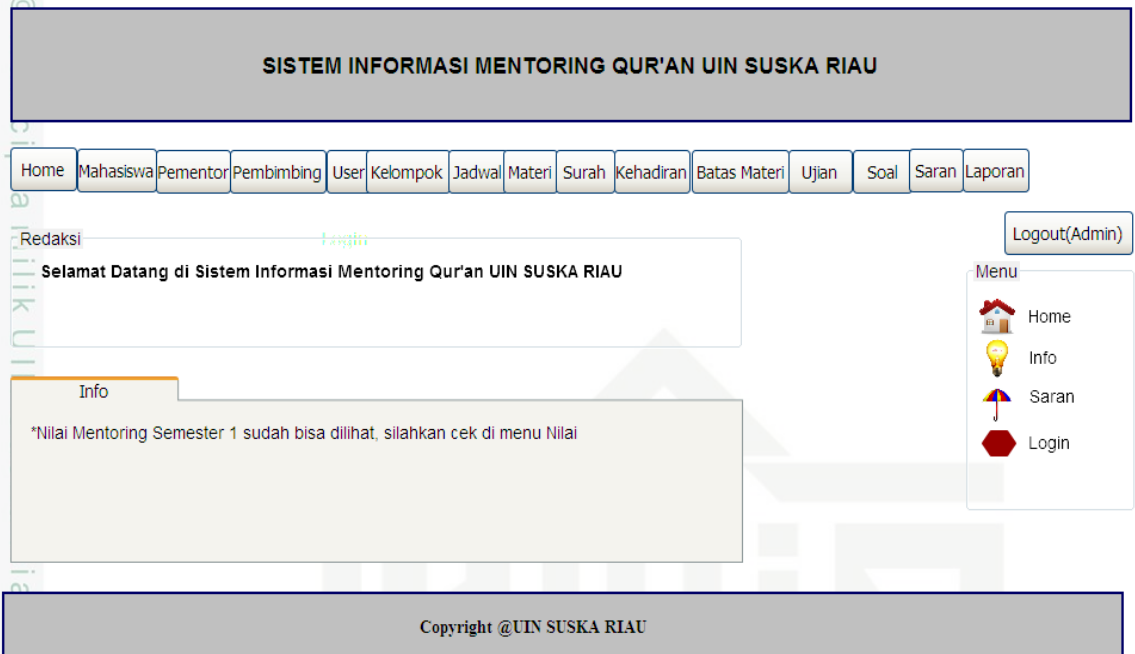 SISTEM INFORMASI MENTORING QUR'AN UIN SUSKA RIAU
Home Mahasiswa Pementor Pembimbing User Kelompok Jadwal Materi Surah Kehadiran Batas Materi Ujian Soal Saran Laporan
Logout(Admin)
Redaksi
Login
Selamat Datang di Sistem Informasi Mentoring Qur'an UIN SUSKA RIAU
Menu
Home
Info
Saran
Login
Info
*Nilai Mentoring Semester 1 sudah bisa dilihat, silahkan cek di menu Nilai
Copyright @UIN SUSKA RIAU